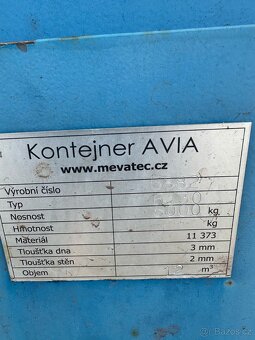 Kontejner AVIA
www.mevatec.cz
Výrobní číslo
Typ
Nosnost kg
Hmotnost kg
Materiál 11 373
Tloušťka dna 3 mm
Tloušťka stěn 2 mm
Objem m³
Bazoš.cz